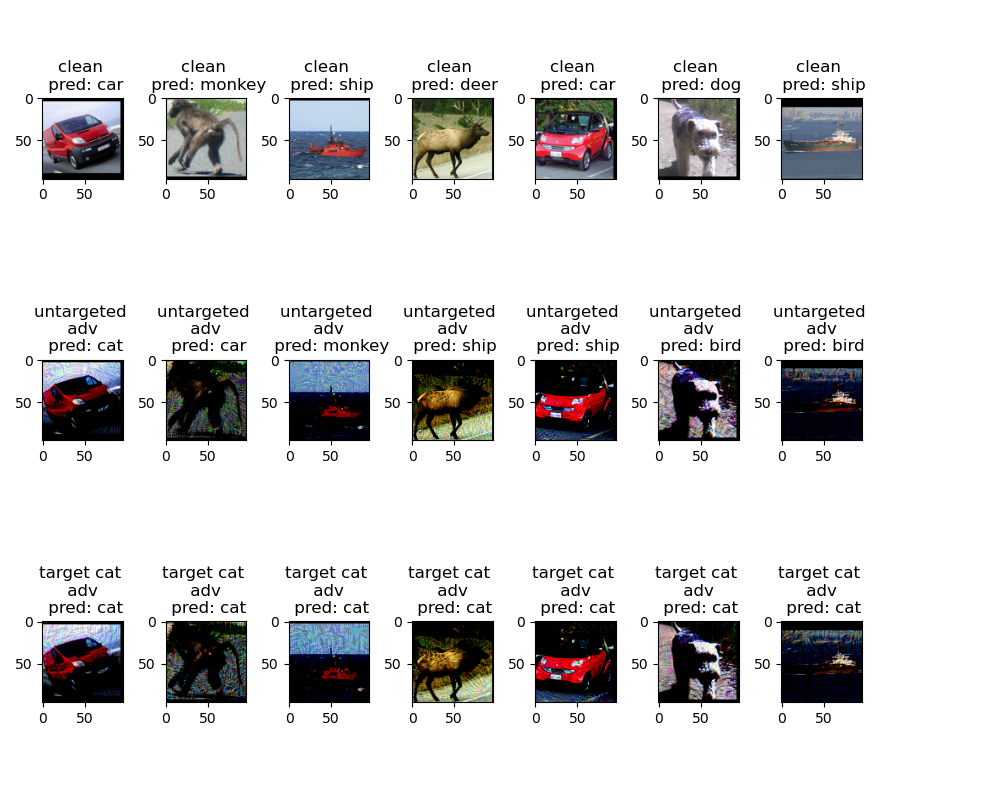 clean
pred: car
clean
pred: monkey
clean
pred: ship
clean
pred: deer
clean
pred: car
clean
pred: dog
clean
pred: ship
0
50
0 50
0
50
0 50
0
50
0 50
0
50
0 50
0
50
0 50
0
50
0 50
0
50
0 50
untargeted
adv
pred: cat
untargeted
adv
pred: car
untargeted
adv
pred: monkey
untargeted
adv
pred: ship
untargeted
adv
pred: ship
untargeted
adv
pred: bird
untargeted
adv
pred: bird
0
50
0 50
0
50
0 50
0
50
0 50
0
50
0 50
0
50
0 50
0
50
0 50
0
50
0 50
target cat
adv
pred: cat
target cat
adv
pred: cat
target cat
adv
pred: cat
target cat
adv
pred: cat
target cat
adv
pred: cat
target cat
adv
pred: cat
target cat
adv
pred: cat
0
50
0 50
0
50
0 50
0
50
0 50
0
50
0 50
0
50
0 50
0
50
0 50
0
50
0 50